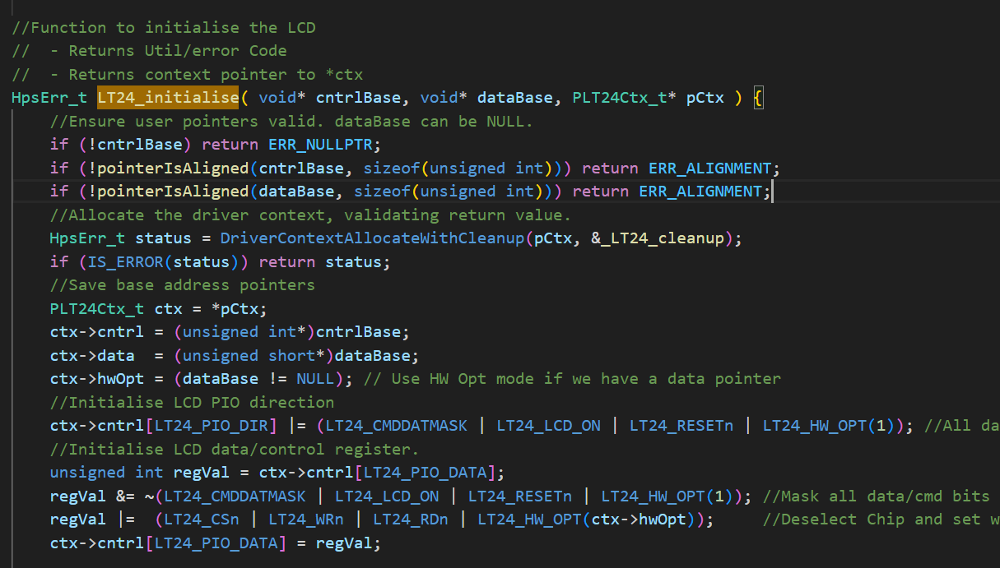 //Function to initialise the LCD
//  - Returns Util/error Code
//  - Returns context pointer to *ctx
HpsErr_t LT24_initialise( void* cntrlBase, void* dataBase, PLT24Ctx_t* pCtx ) {
    //Ensure user pointers valid. dataBase can be NULL.
    if (!cntrlBase) return ERR_NULLPTR;
    if (!pointerIsAligned(cntrlBase, sizeof(unsigned int))) return ERR_ALIGNMENT;
    if (!pointerIsAligned(dataBase, sizeof(unsigned int))) return ERR_ALIGNMENT;
    //Allocate the driver context, validating return value.
    HpsErr_t status = DriverContextAllocateWithCleanup(pCtx, &_LT24_cleanup);
    if (IS_ERROR(status)) return status;
    //Save base address pointers
    PLT24Ctx_t ctx = *pCtx;
    ctx->cntrl = (unsigned int*)cntrlBase;
    ctx->data  = (unsigned short*)dataBase;
    ctx->hwOpt = (dataBase != NULL); // Use HW Opt mode if we have a data pointer
    //Initialise LCD PIO direction
    ctx->cntrl[LT24_PIO_DIR] |= (LT24_CMDDATMASK | LT24_LCD_ON | LT24_RESETn | LT24_HW_OPT(1)); //All da
    //Initialise LCD data/control register.
    unsigned int regVal = ctx->cntrl[LT24_PIO_DATA];
    regVal &= ~(LT24_CMDDATMASK | LT24_LCD_ON | LT24_RESETn | LT24_HW_OPT(1)); //Mask all data/cmd bits
    regVal |=  (LT24_CSn | LT24_WRn | LT24_RDn | LT24_HW_OPT(ctx->hwOpt));     //Deselect Chip and set w
    ctx->cntrl[LT24_PIO_DATA] = regVal;